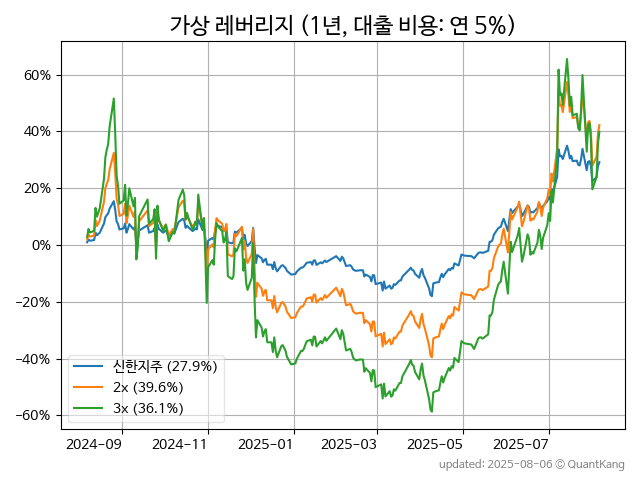 가상 레버리지 (1년, 대출 비용: 연 5%)
60%
40%
20%
0%
−20%
−40%
−60%
신한지주 (27.9%)
2x (39.6%)
3x (36.1%)
2024-09 2024-11 2025-01 2025-03 2025-05 2025-07
updated: 2025-08-06 © QuantKang